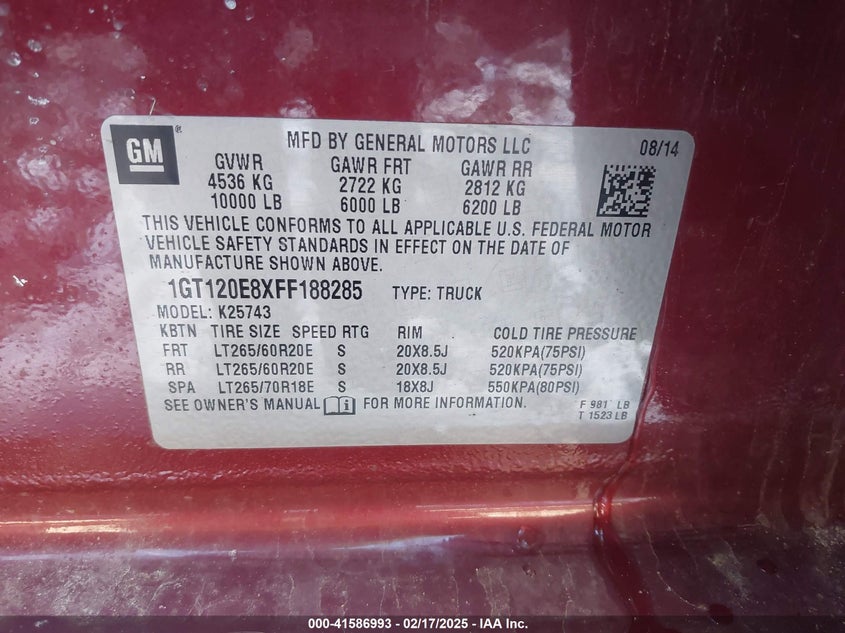 GM ®
MFD BY GENERAL MOTORS LLC 08/14
GVWR GAWR FRT GAWR RR
4536 KG 2722 KG 2812 KG
10000 LB 6000 LB 6200 LB
THIS VEHICLE CONFORMS TO ALL APPLICABLE U.S. FEDERAL MOTOR
VEHICLE SAFETY STANDARDS IN EFFECT ON THE DATE OF
MANUFACTURE SHOWN ABOVE.
1GT120E8XFF188285 TYPE: TRUCK
MODEL: K25743
KBTN TIRE SIZE SPEED RTG RIM COLD TIRE PRESSURE
FRT LT265/60R20E S 20X8.5J 520KPA(75PSI)
RR LT265/60R20E S 20X8.5J 520KPA(75PSI)
SPA LT265/70R18E S 18X8J 550KPA(80PSI)
SEE OWNER'S MANUAL FOR MORE INFORMATION.
F 981 LB
T 1523 LB
000-41586993 - 02/17/2025 - IAA Inc.